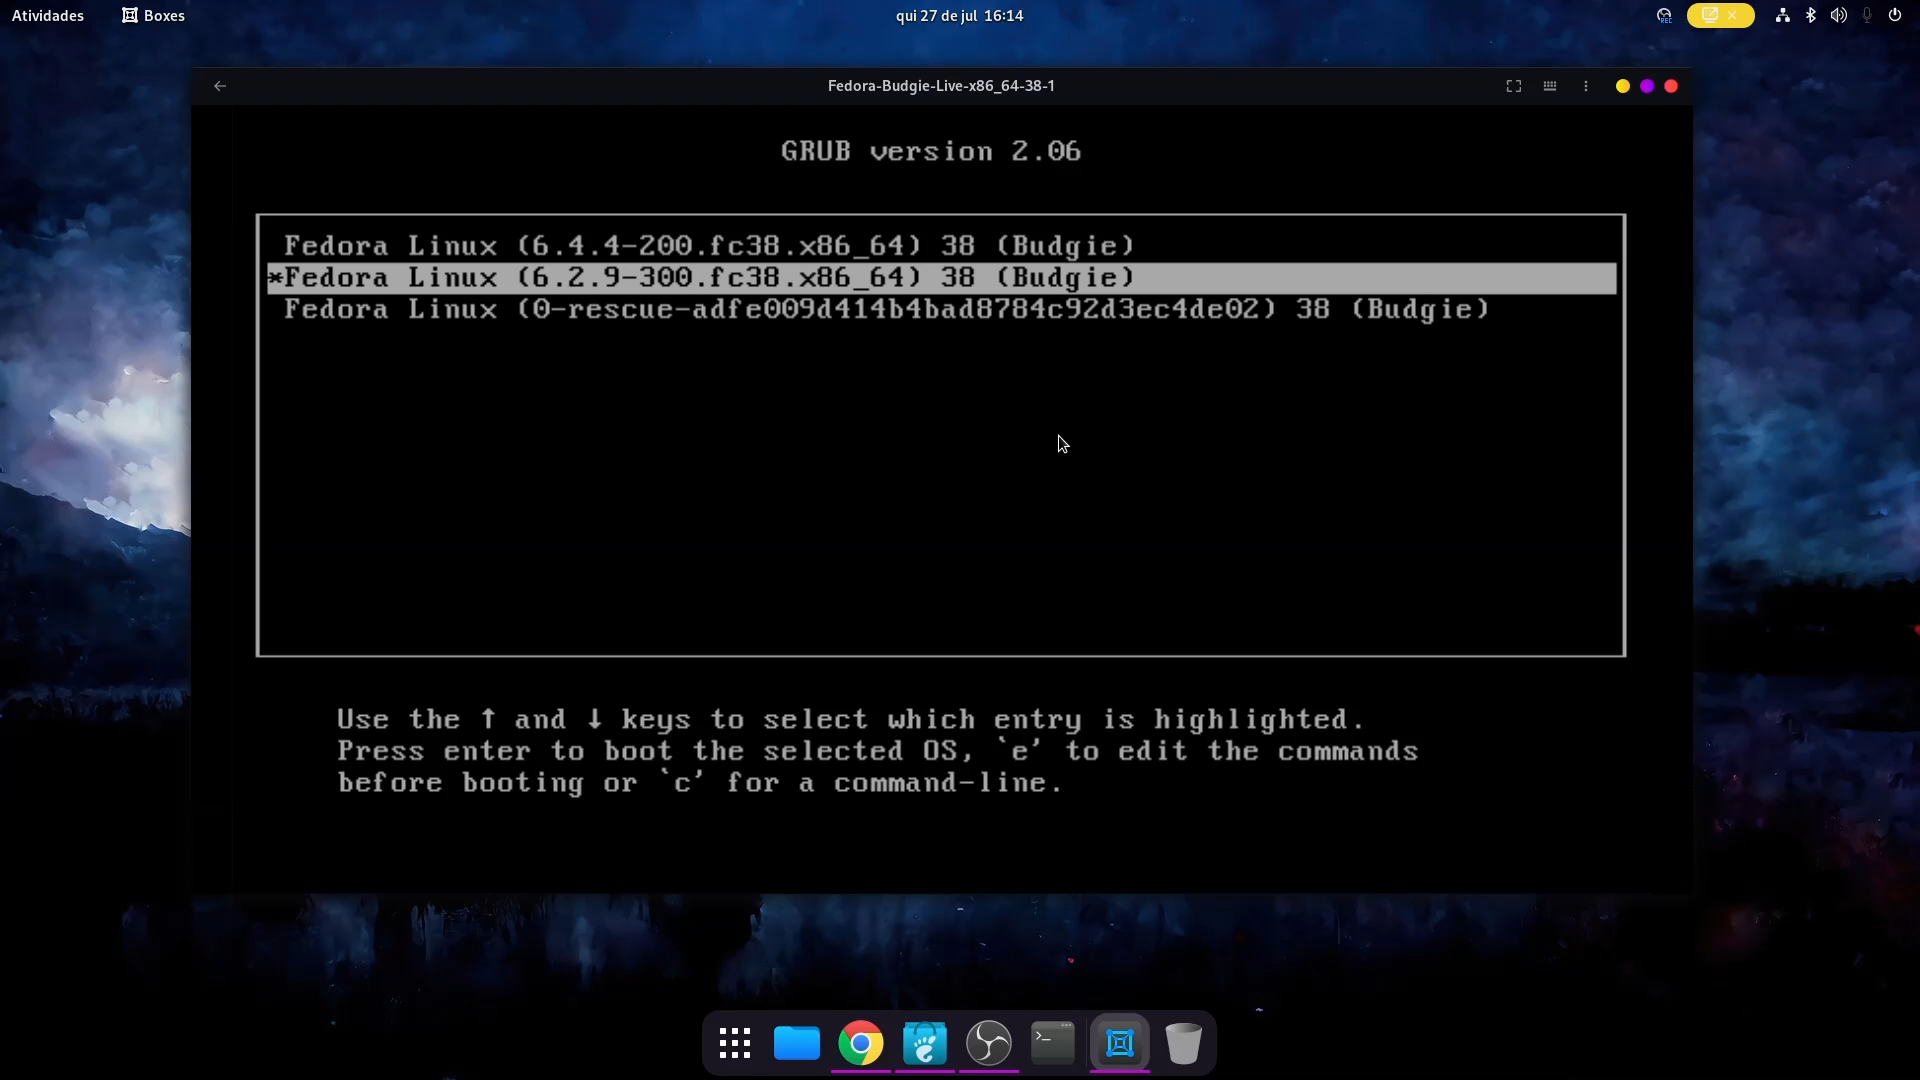 Atividades Boxes qui 27 de jul 16:14
REC
Fedora-Budgie-Live-x86_64-38-1
GRUB version 2.06
Fedora Linux (6.4.4-200.fc38.x86_64) 38 (Budgie)
*Fedora Linux (6.2.9-300.fc38.x86_64) 38 (Budgie)
Fedora Linux (0-rescue-adfe009d414b4bad8784c92d3ec4de02) 38 (Budgie)
Use the ↑ and ↓ keys to select which entry is highlighted.
Press enter to boot the selected OS, `e' to edit the commands
before booting or `c' for a command-line.